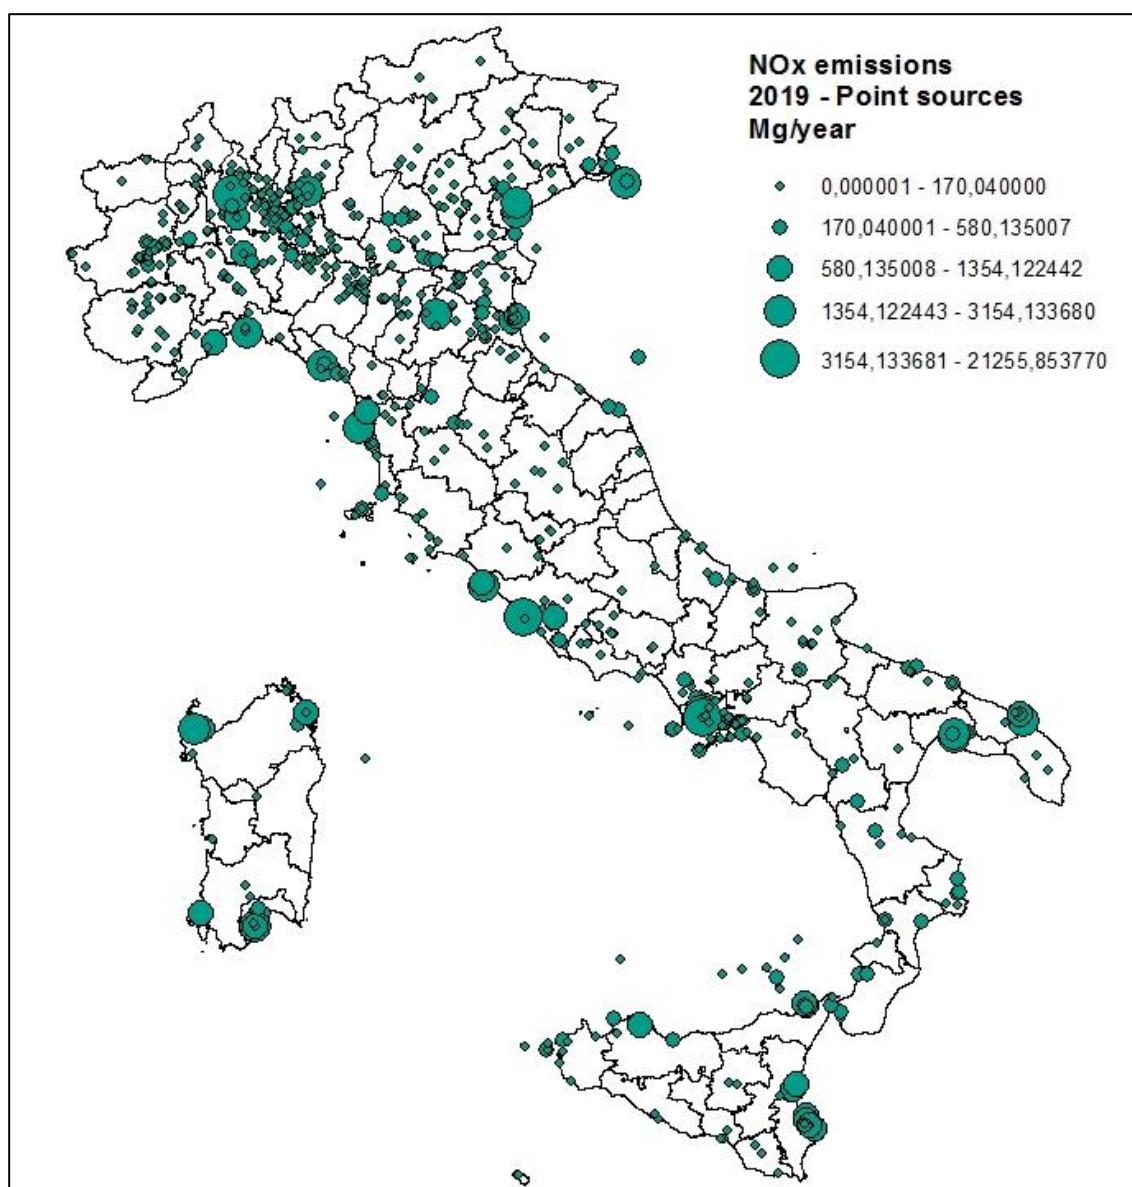 NOx emissions
2019 - Point sources
Mg/year
0,000001 - 170,040000
170,040001 - 580,135007
580,135008 - 1354,122442
1354,122443 - 3154,133680
3154,133681 - 21255,853770